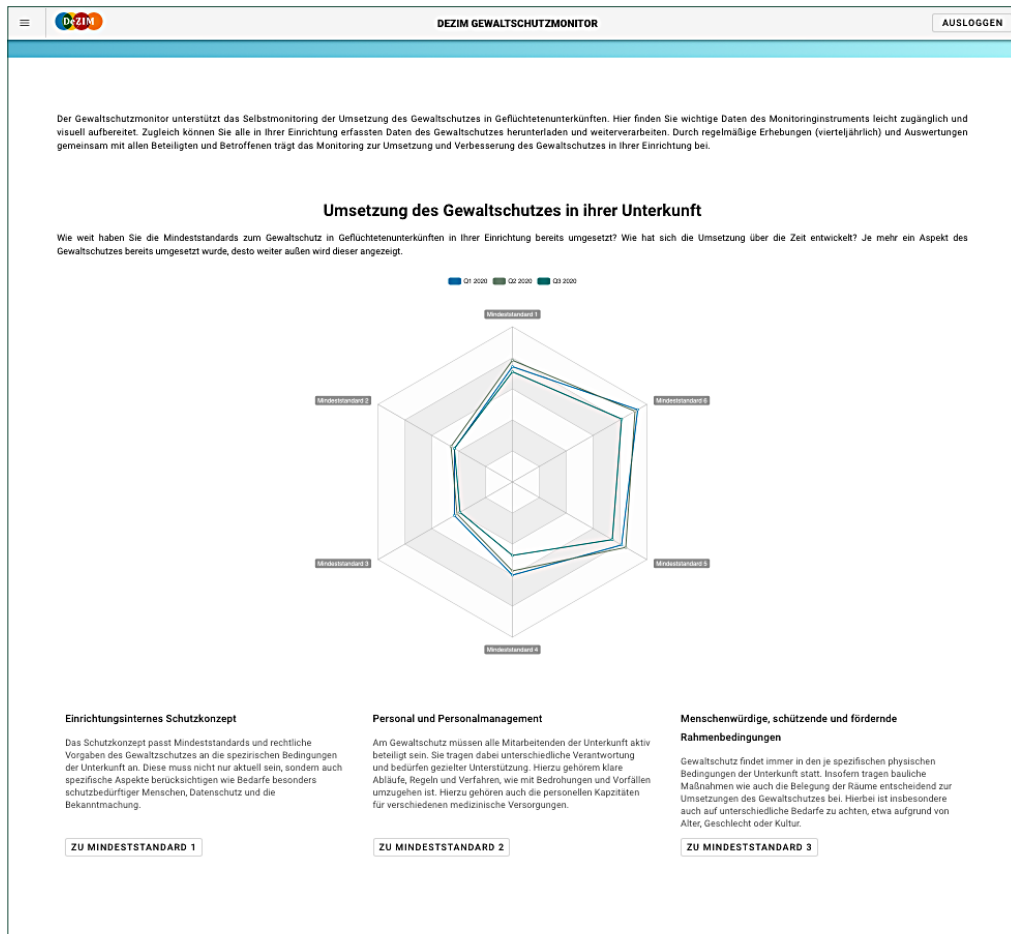 DeZIM
DEZIM GEWALTSCHUTZMONITOR
AUSLOGGEN
Der Gewaltschutzmonitor unterstützt das Selbstmonitoring der Umsetzung des Gewaltschutzes in Geflüchtetenunterkünften. Hier finden Sie wichtige Daten des Monitoringinstruments leicht zugänglich und
visuell aufbereitet. Zugleich können Sie alle in Ihrer Einrichtung erfassten Daten des Gewaltschutzes herunterladen und weiterverarbeiten. Durch regelmäßige Erhebungen (vierteljährlich) und Auswertungen
gemeinsam mit allen Beteiligten und Betroffenen trägt das Monitoring zur Umsetzung und Verbesserung des Gewaltschutzes in Ihrer Einrichtung bei.
Umsetzung des Gewaltschutzes in ihrer Unterkunft
Wie weit haben Sie die Mindeststandards zum Gewaltschutz in Geflüchtetenunterkünften in Ihrer Einrichtung bereits umgesetzt? Wie hat sich die Umsetzung über die Zeit entwickelt? Je mehr ein Aspekt des
Gewaltschutzes bereits umgesetzt wurde, desto weiter außen wird dieser angezeigt.
Q1 2020 Q2 2020 Q3 2020
Mindeststandard 1
Mindeststandard 2
Mindeststandard 6
Mindeststandard 3
Mindeststandard 5
Mindeststandard 4
Einrichtungsinternes Schutzkonzept
Das Schutzkonzept passt Mindeststandards und rechtliche
Vorgaben des Gewaltzschutzes an die spezirischen Bedingungen
der Unterkunft an. Diese muss nicht nur aktuell sein, sondern auch
spezifische Aspekte berücksichtigen wie Bedarfe besonders
schutzbedürftiger Menschen, Datenschutz und die
Bekanntmachung.
ZU MINDESTSTANDARD 1
Personal und Personalmanagement
Am Gewaltschutz müssen alle Mitarbeitenden der Unterkunft aktiv
beteiligt sein. Sie tragen dabei unterschiedliche Verantwortung
und bedürfen gezielter Unterstützung. Hierzu gehörem klare
Abläufe, Regeln und Verfahren, wie mit Bedrohungen und Vorfällen
umzugehen ist. Hierzu gehören auch die personellen Kapzitäten
für verschiedenen medizinische Versorgungen.
ZU MINDESTSTANDARD 2
Menschenwürdige, schützende und fördernde
Rahmenbedingungen
Gewaltschutz findet immer in den je spezifischen physischen
Bedingungen der Unterkunft statt. Insofern tragen bauliche
Maßnahmen wie auch die Belegung der Räume entscheidend zur
Umsetzungen des Gewaltschutzes bei. Hierbei ist insbesondere
auch auf unterschiedliche Bedarfe zu achten, etwa aufgrund von
Alter, Geschlecht oder Kultur.
ZU MINDESTSTANDARD 3